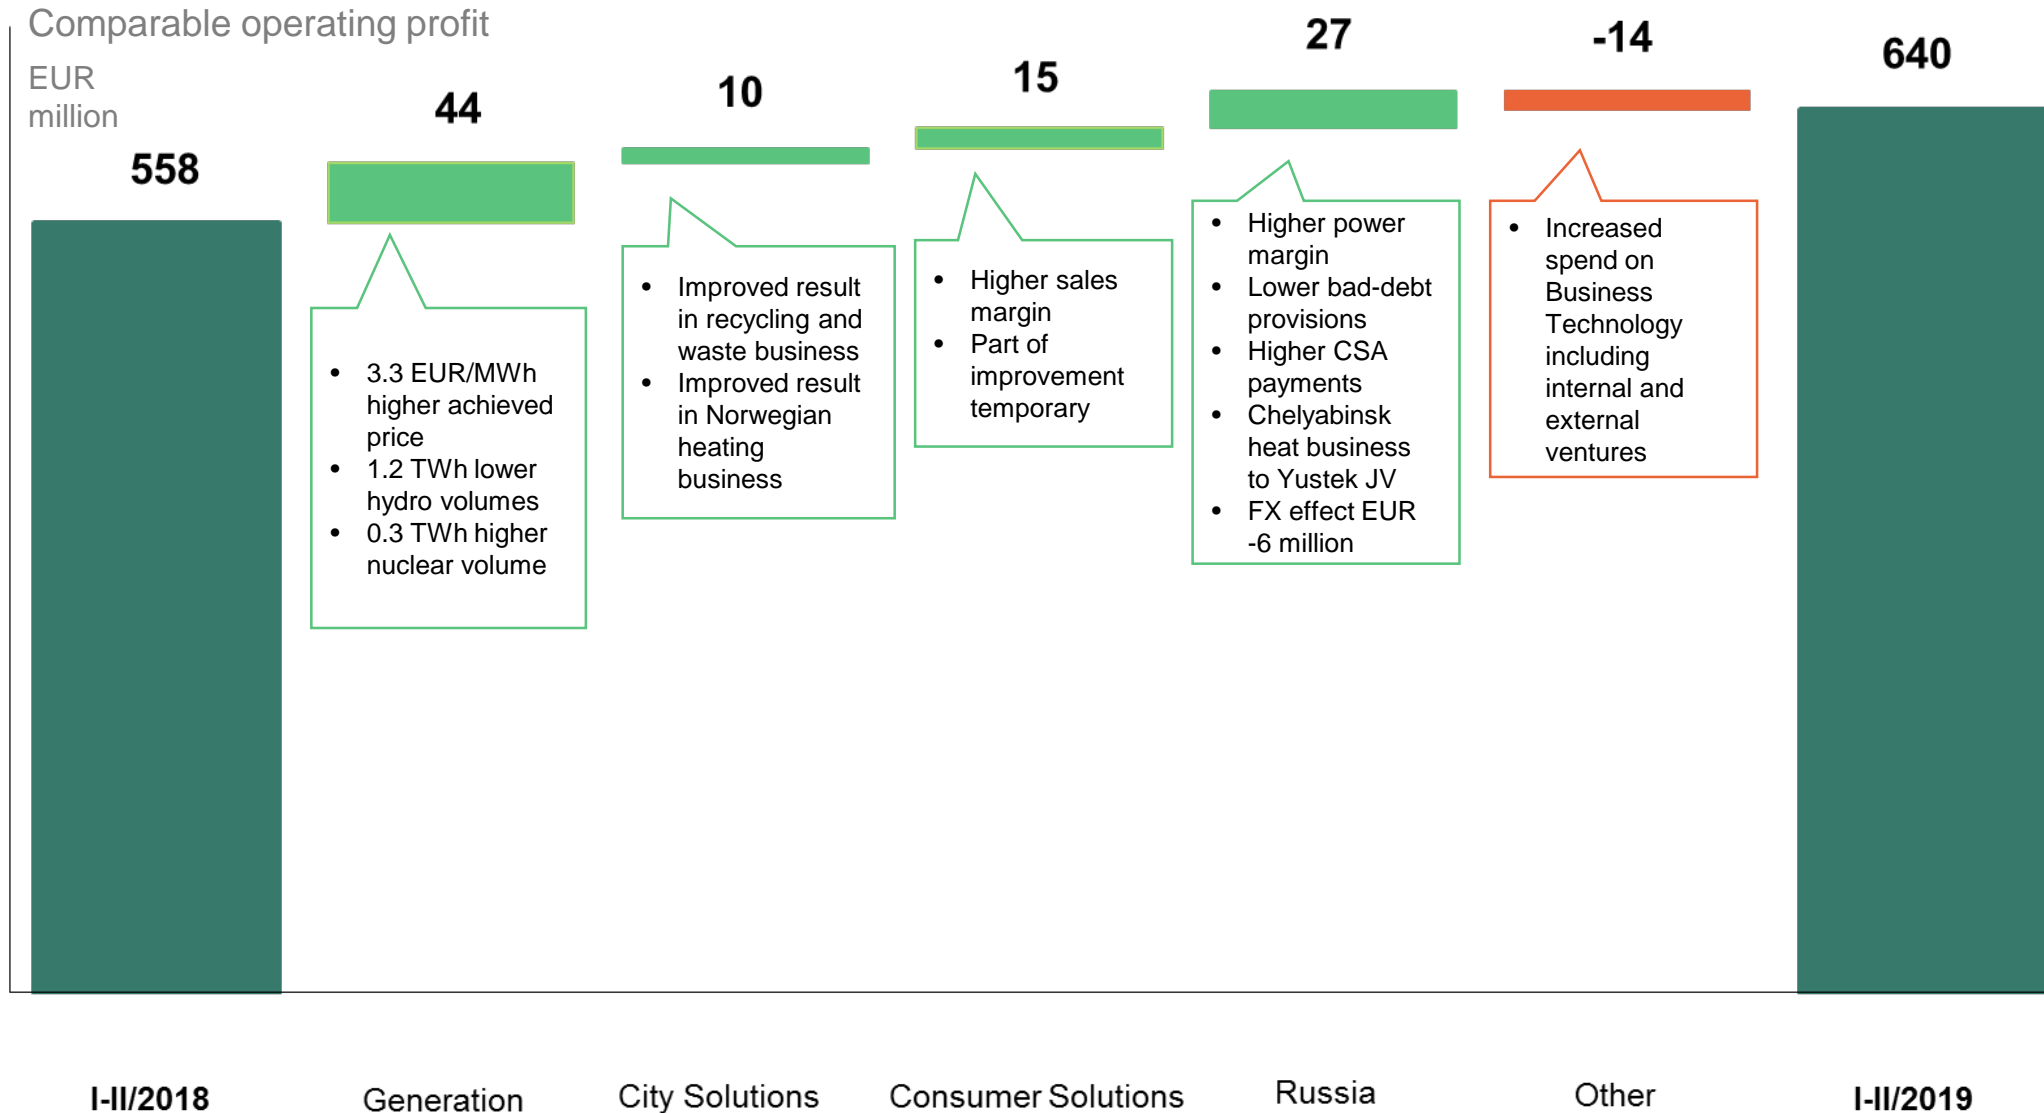 Comparable operating profit
EUR
million
558
44
10
15
27
-14
640
• 3.3 EUR/MWh
higher achieved
price
• 1.2 TWh lower
hydro volumes
• 0.3 TWh higher
nuclear volume
• Improved result
in recycling and
waste business
• Improved result
in Norwegian
heating
business
• Higher sales
margin
• Part of
improvement
temporary
• Higher power
margin
• Lower bad-debt
provisions
• Higher CSA
payments
• Chelyabinsk
heat business
to Yustek JV
• FX effect EUR
-6 million
• Increased
spend on
Business
Technology
including
internal and
external
ventures
I-II/2018
Generation
City Solutions
Consumer Solutions
Russia
Other
I-II/2019